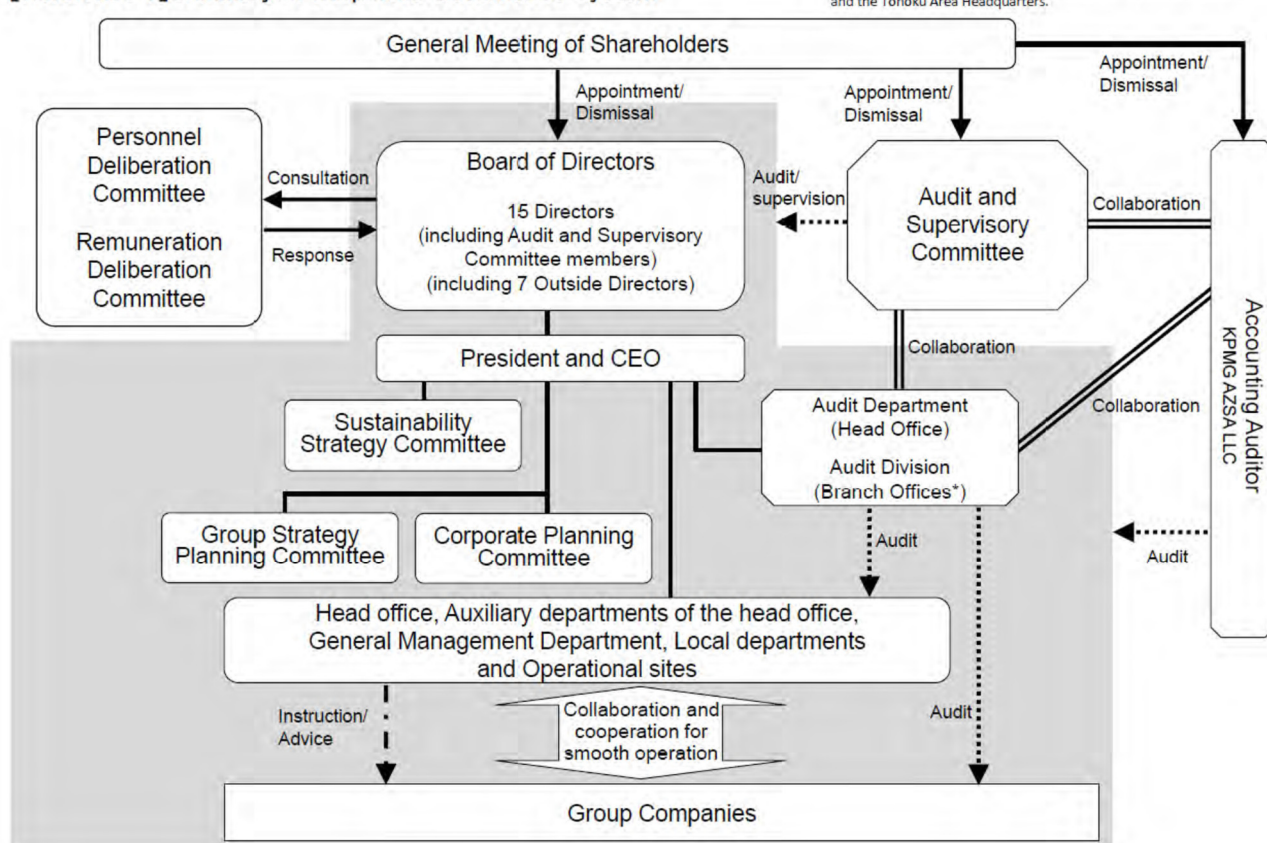 and the Tohoku Area Headquarters.
General Meeting of Shareholders
Appointment/
Dismissal
Appointment/
Dismissal
Appointment/
Dismissal
Personnel
Deliberation
Committee
Remuneration
Deliberation
Committee
Consultation
Response
Board of Directors
15 Directors
(including Audit and Supervisory
Committee members)
(including 7 Outside Directors)
Audit/
supervision
Audit and
Supervisory
Committee
Collaboration
Accounting Auditor
KPMG AZSA LLC
President and CEO
Collaboration
Sustainability
Strategy Committee
Audit Department
(Head Office)
Audit Division
(Branch Offices*)
Collaboration
Group Strategy
Planning Committee
Corporate Planning
Committee
Audit
Audit
Head office, Auxiliary departments of the head office,
General Management Department, Local departments
and Operational sites
Instruction/
Advice
Collaboration and
cooperation for
smooth operation
Audit
Group Companies